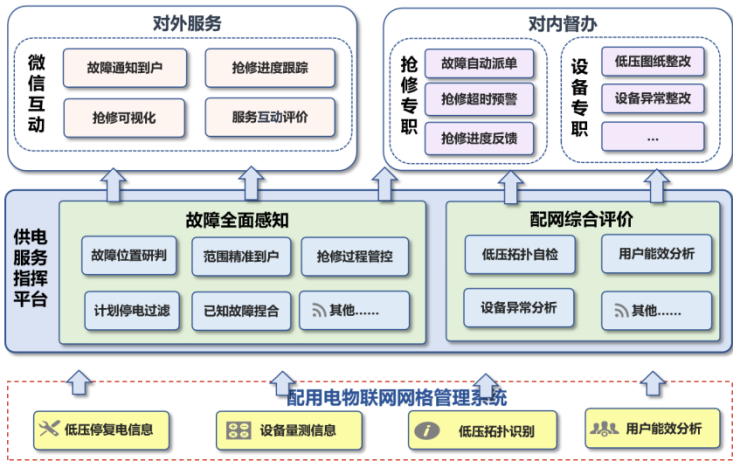 对外服务
微信互动
故障通知到户
抢修进度跟踪
抢修可视化
服务互动评价
对内督办
抢修专职
故障自动派单
抢修超时预警
抢修进度反馈
设备专职
低压图纸整改
设备异常整改
...
供电
服务
指挥
平台
故障全面感知
故障位置研判
范围精准到户
抢修过程管控
计划停电过滤
已知故障捏合
其他......
配网综合评价
低压拓扑自检
用户能效分析
设备异常分析
其他......
配用电物联网网格管理系统
低压停复电信息
设备量测信息
低压拓扑识别
用户能效分析